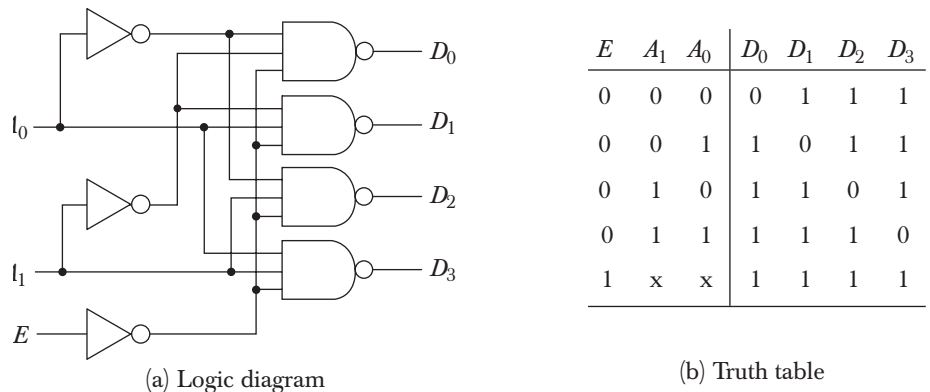 D0
D1
D2
D3
E
(a) Logic diagram
E A1 A0 D0 D1 D2 D3
0 0 0 0 1 1 1
0 0 1 1 0 1 1
0 1 0 1 1 0 1
0 1 1 1 1 1 0
1 x x 1 1 1 1
(b) Truth table